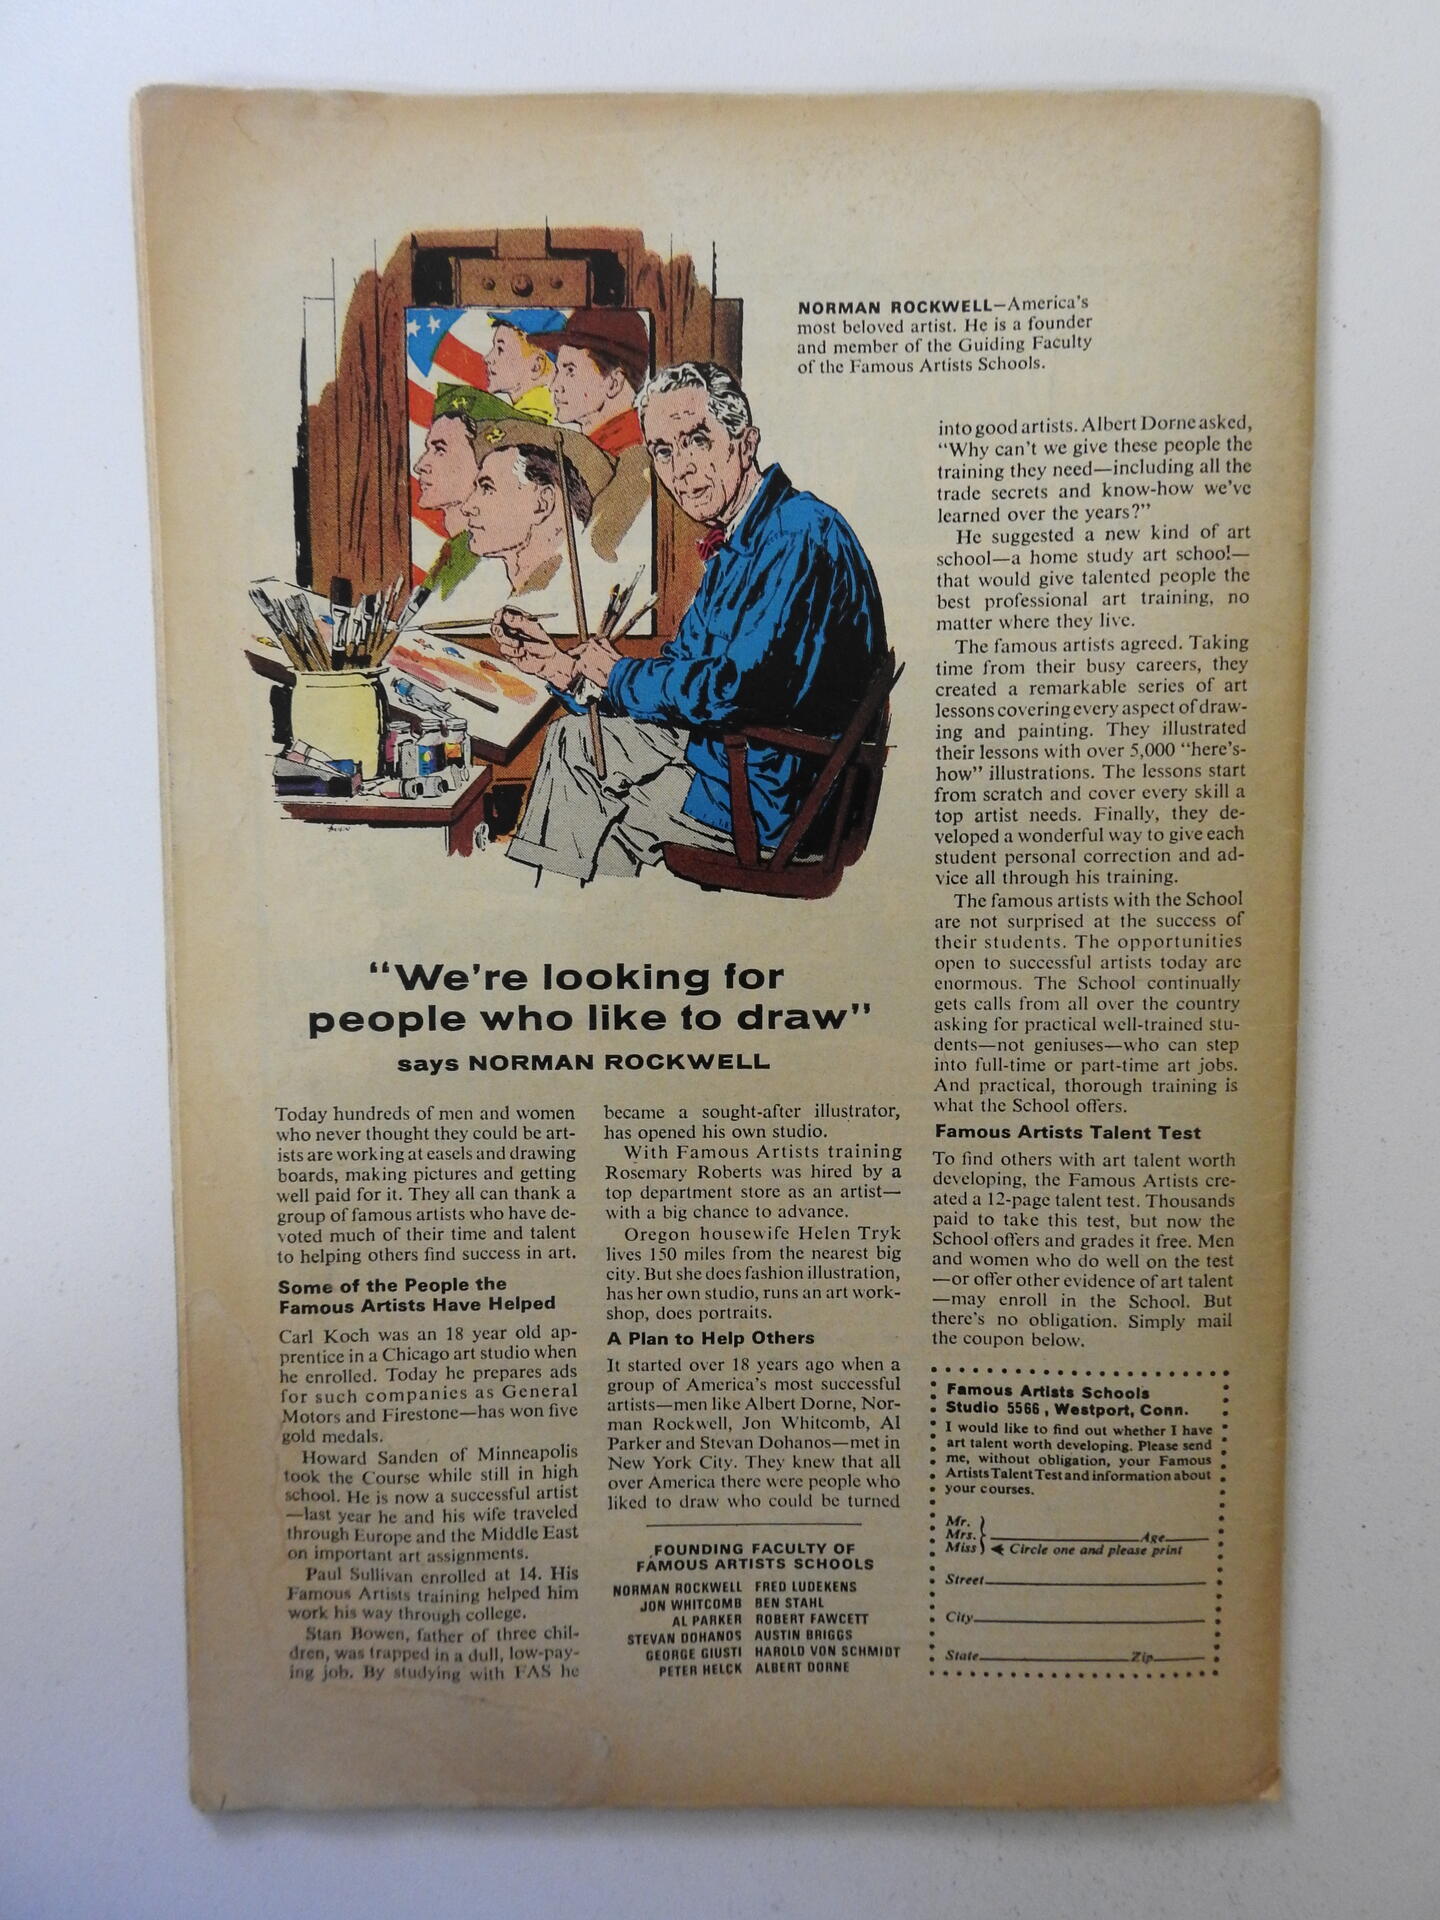 NORMAN ROCKWELL—America's
most beloved artist. He is a founder
and member of the Guiding Faculty
of the Famous Artists Schools.
"We're looking for
people who like to draw"
says NORMAN ROCKWELL
Today hundreds of men and women
who never thought they could be art-
ists are working at easels and drawing
boards, making pictures and getting
well paid for it. They all can thank a
group of famous artists who have de-
voted much of their time and talent
to helping others find success in art.
Some of the People the
Famous Artists Have Helped
Carl Koch was an 18 year old ap-
prentice in a Chicago art studio when
he enrolled. Today he prepares ads
for such companies as General
Motors and Firestone—has won five
gold medals.
Howard Sanden of Minneapolis
took the Course while still in high
school. He is now a successful artist
—last year he and his wife traveled
through Europe and the Middle East
on important art assignments.
Paul Sullivan enrolled at 14. His
Famous Artists training helped him
work his way through college.
Stan Bowen, father of three chil-
dren, was trapped in a dull, low-pay-
ing job. By studying with FAS he
became a sought-after illustrator,
has opened his own studio.
With Famous Artists training
Rosemary Roberts was hired by a
top department store as an artist—
with a big chance to advance.
Oregon housewife Helen Tryk
lives 150 miles from the nearest big
city. But she does fashion illustration,
has her own studio, runs an art work-
shop, does portraits.
A Plan to Help Others
It started over 18 years ago when a
group of America's most successful
artists—men like Albert Dorne, Nor-
man Rockwell, Jon Whitcomb, Al
Parker and Stevan Dohanos—met in
New York City. They knew that all
over America there were people who
liked to draw who could be turned
FOUNDING FACULTY OF
FAMOUS ARTISTS SCHOOLS
NORMAN ROCKWELL FRED LUDEKENS
JON WHITCOMB BEN STAHL
AL PARKER ROBERT FAWCETT
STEVAN DOHANOS AUSTIN BRIGGS
GEORGE GIUSTI HAROLD VON SCHMIDT
PETER HELCK ALBERT DORNE
into good artists. Albert Dorne asked,
"Why can't we give these people the
training they need—including all the
trade secrets and know-how we've
learned over the years?"
He suggested a new kind of art
school—a home study art school—
that would give talented people the
best professional art training, no
matter where they live.
The famous artists agreed. Taking
time from their busy careers, they
created a remarkable series of art
lessons covering every aspect of draw-
ing and painting. They illustrated
their lessons with over 5,000 "here's-
how" illustrations. The lessons start
from scratch and cover every skill a
top artist needs. Finally, they de-
veloped a wonderful way to give each
student personal correction and ad-
vice all through his training.
The famous artists with the School
are not surprised at the success of
their students. The opportunities
open to successful artists today are
enormous. The School continually
gets calls from all over the country
asking for practical well-trained stu-
dents—not geniuses—who can step
into full-time or part-time art jobs.
And practical, thorough training is
what the School offers.
Famous Artists Talent Test
To find others with art talent worth
developing, the Famous Artists cre-
ated a 12-page talent test. Thousands
paid to take this test, but now the
School offers and grades it free. Men
and women who do well on the test
—or offer other evidence of art talent
—may enroll in the School. But
there's no obligation. Simply mail
the coupon below.
Famous Artists Schools
Studio 5566, Westport, Conn.
I would like to find out whether I have
art talent worth developing. Please send
me, without obligation, your Famous
Artists Talent Test and information about
your courses.
Mr.
Mrs. Age
Miss Circle one and please print
Street
City
State Zip